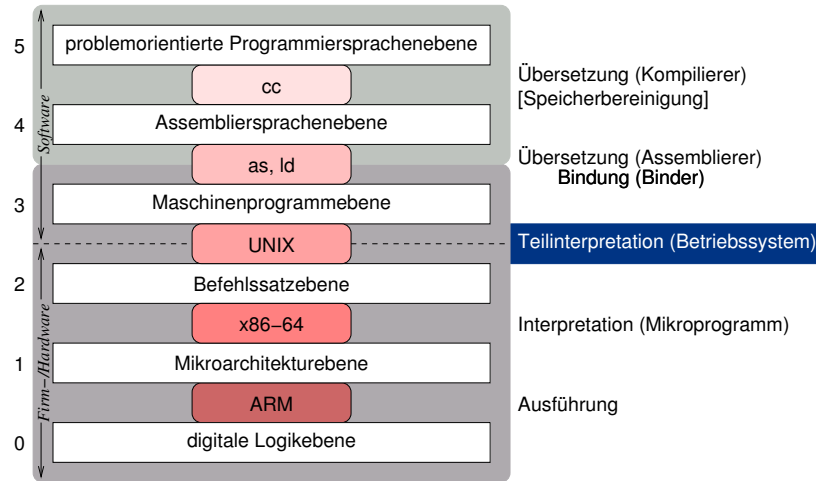 5 problemorientierte Programmiersprachenebene
cc
Übersetzung (Kompilierer)
[Speicherbereinigung]
4 Assembliersprachenebene
as, ld
Übersetzung (Assemblierer)
Bindung (Binder)
3 Maschinenprogrammebene
UNIX
Teilinterpretation (Betriebssystem)
2 Befehlssatzebene
x86−64
Interpretation (Mikroprogramm)
1 Mikroarchitekturebene
ARM
Ausführung
0 digitale Logikebene
Software
Firm−/Hardware